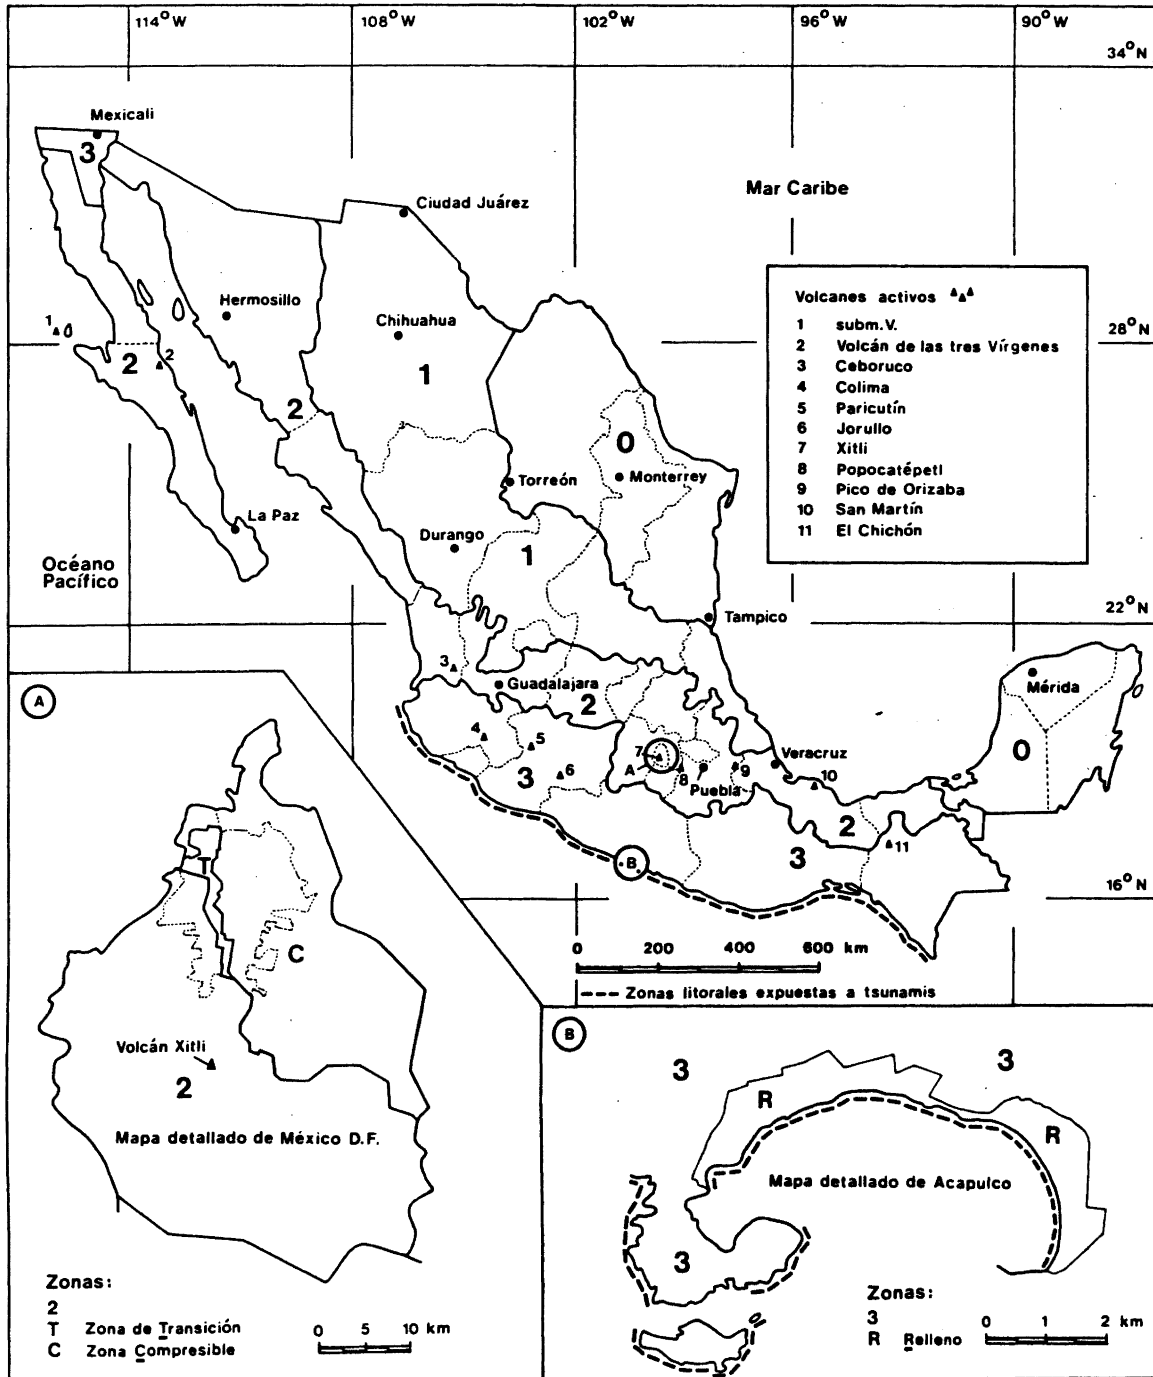 114°W
108°W
102°W
96°W
90°W
34°N
Mexicali
3
Ciudad Juárez
Mar Caribe
Hermosillo
Chihuahua
1
28°N
1
2
2
2
1
0
Monterrey
Torreón
La Paz
Durango
1
Océano
Pacífico
Volcanes activos
1 subm.V.
2 Volcán de las tres Vírgenes
3 Ceboruco
4 Colima
5 Paricutín
6 Jorullo
7 Xitli
8 Popocatépetl
9 Pico de Orizaba
10 San Martín
11 El Chichón
Tampico
22°N
3
Guadalajara
2
Mérida
0
4
5
6
3
7
A
8
Puebla
9
Veracruz
10
2
11
3
B
16°N
0 200 400 600 km
Zonas litorales expuestas a tsunamis
A
T
C
Volcán Xitli
2
Mapa detallado de México D.F.
Zonas:
2
T Zona de Transición
C Zona Compresible
0 5 10 km
B
3
3
R
R
Mapa detallado de Acapulco
3
Zonas:
3
R Relleno
0 1 2 km